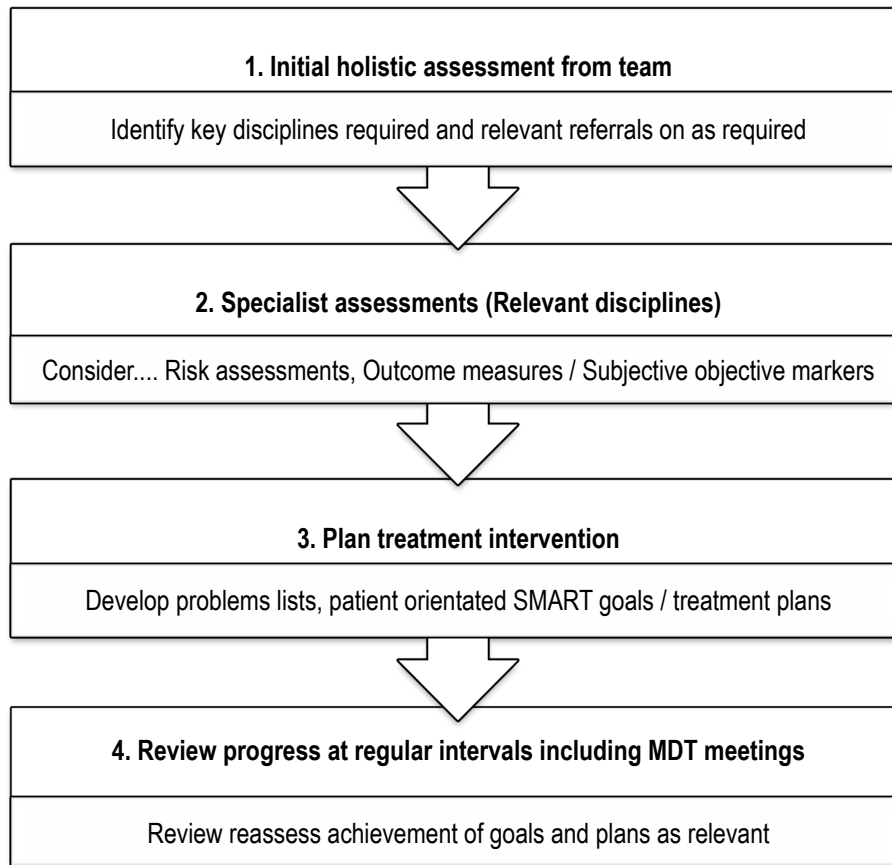 1. Initial holistic assessment from team
Identify key disciplines required and relevant referrals on as required
2. Specialist assessments (Relevant disciplines)
Consider.... Risk assessments, Outcome measures / Subjective objective markers
3. Plan treatment intervention
Develop problems lists, patient orientated SMART goals / treatment plans
4. Review progress at regular intervals including MDT meetings
Review reassess achievement of goals and plans as relevant